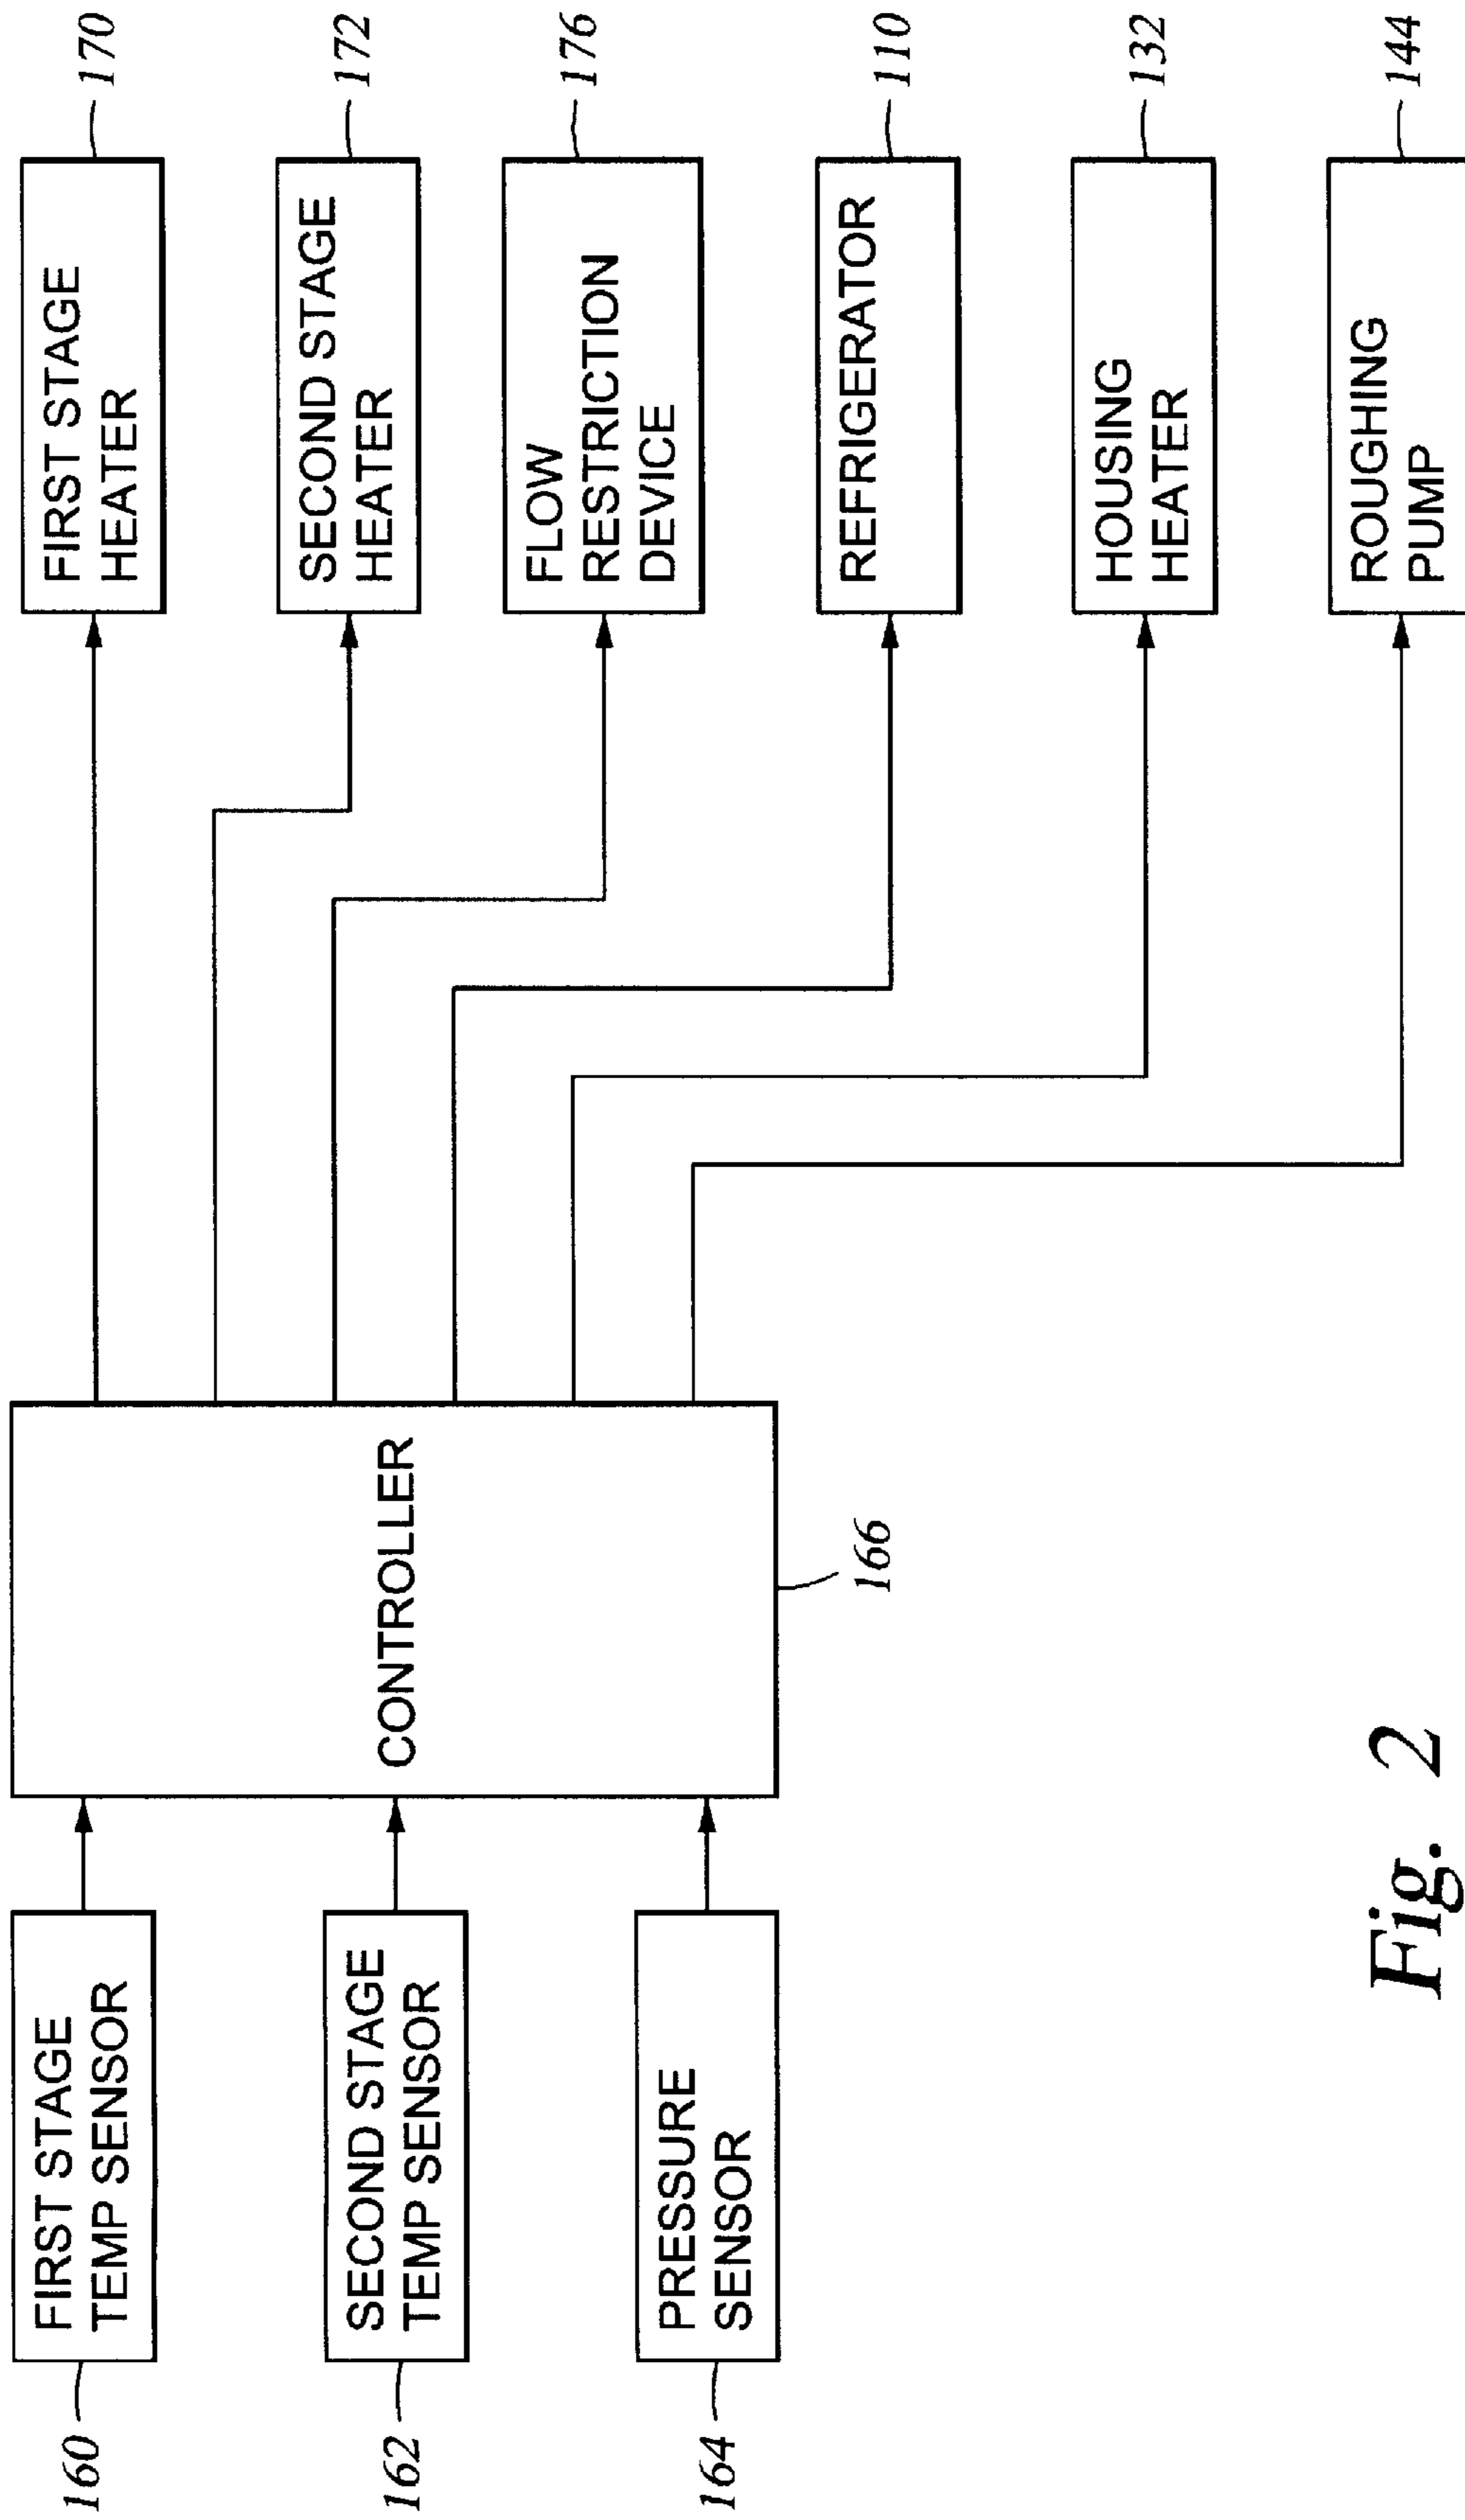 160
FIRST STAGE
TEMP SENSOR
162
SECOND STAGE
TEMP SENSOR
164
PRESSURE
SENSOR
CONTROLLER
166
FIRST STAGE
HEATER
170
SECOND STAGE
HEATER
172
FLOW
RESTRICTION
DEVICE
176
REFRIGERATOR
110
HOUSING
HEATER
132
ROUGHING
PUMP
144
Fig. 2